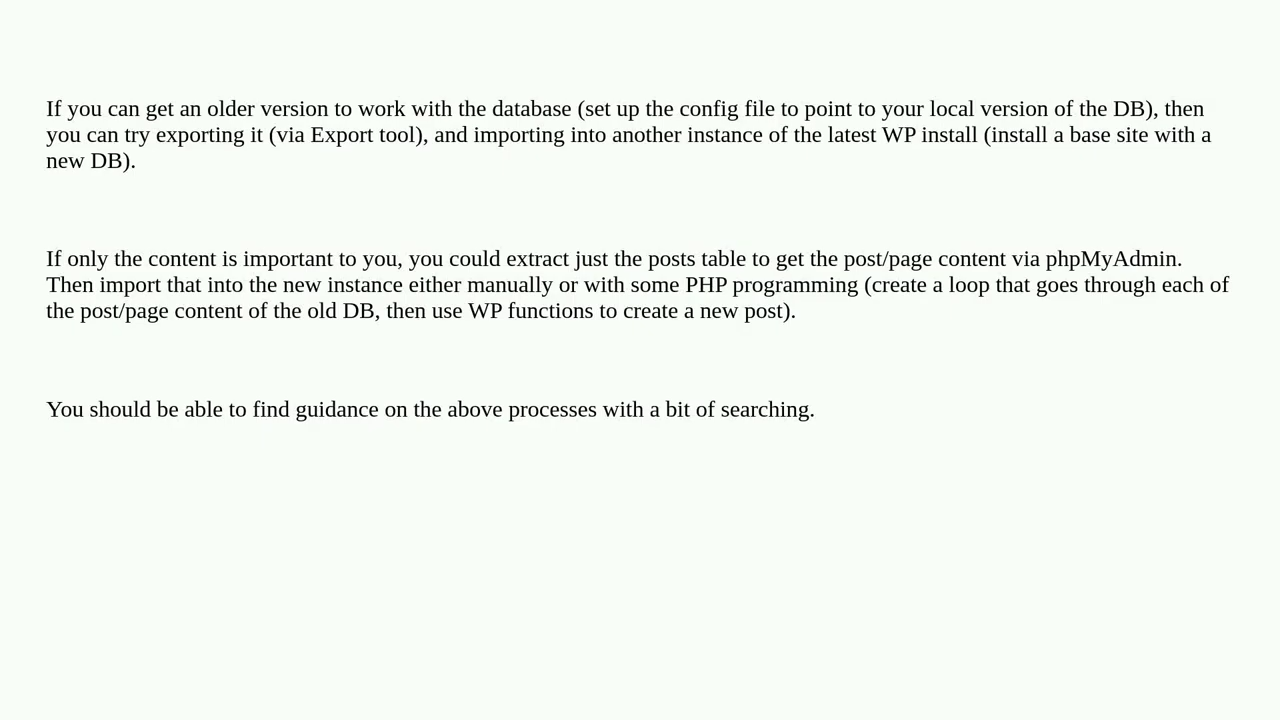 If you can get an older version to work with the database (set up the config file to point to your local version of the DB), then
you can try exporting it (via Export tool), and importing into another instance of the latest WP install (install a base site with a
new DB).
If only the content is important to you, you could extract just the posts table to get the post/page content via phpMyAdmin.
Then import that into the new instance either manually or with some PHP programming (create a loop that goes through each of
the post/page content of the old DB, then use WP functions to create a new post).
You should be able to find guidance on the above processes with a bit of searching.